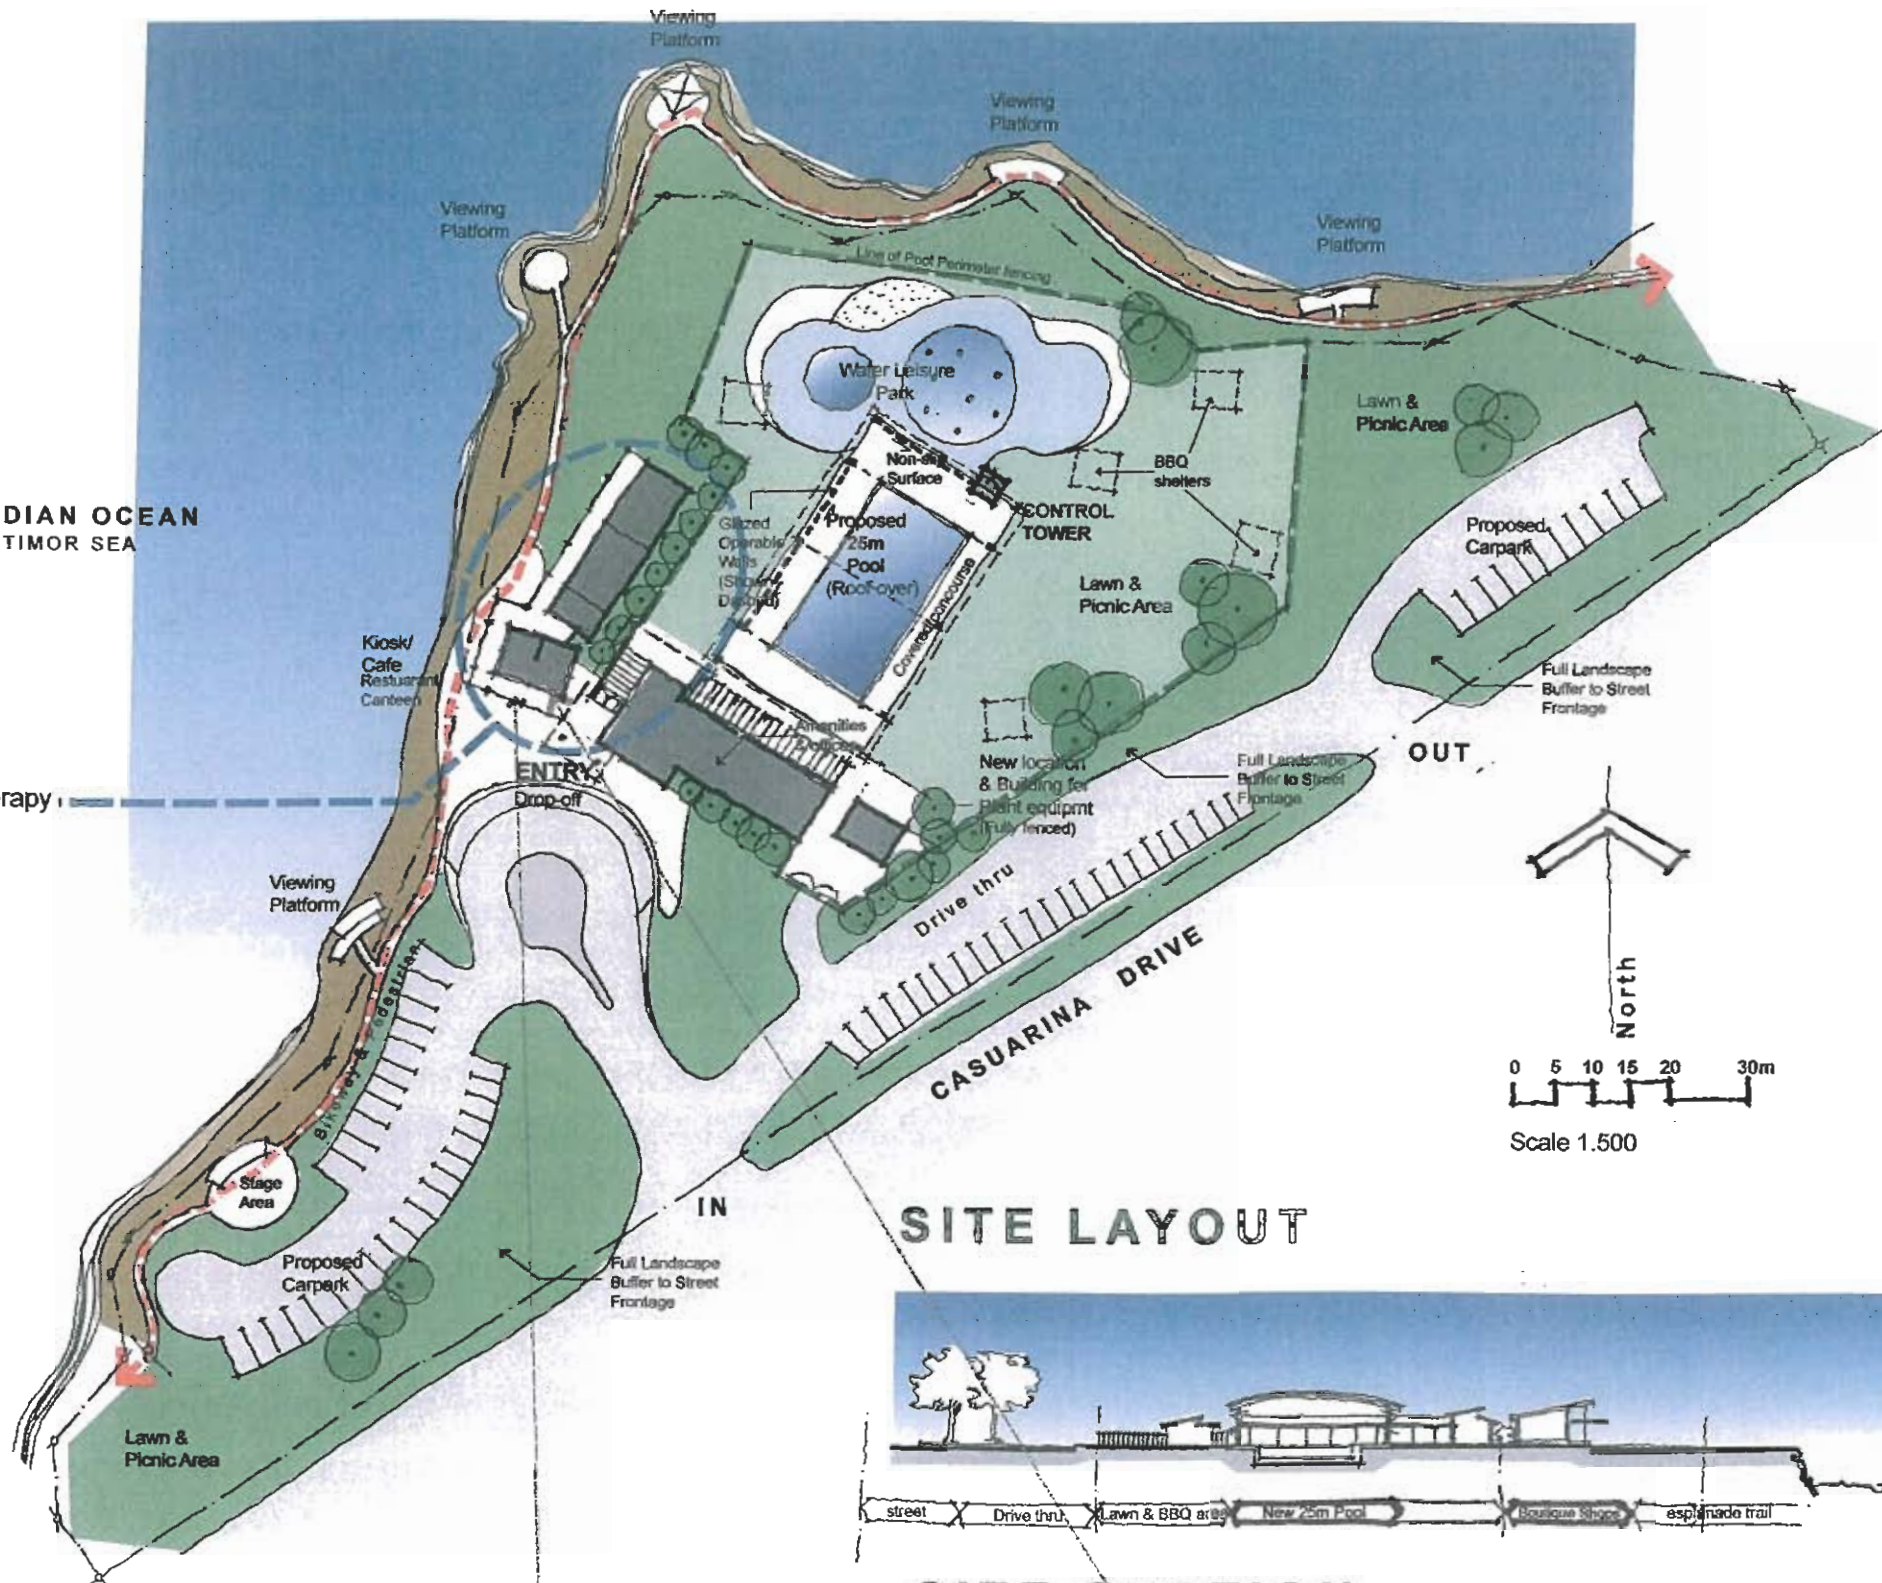 Viewing
Platform
Viewing
Platform
Viewing
Platform
Viewing
Platform
Line of Pool Perimeter fencing
Water Leisure
Park
Lawn &
Picnic Area
Non-slip
Surface
BBQ
shelters
DIAN OCEAN
TIMOR SEA
CONTROL
TOWER
Glazed
Operable
Walls
(Shown
Dashed)
Proposed
25m
Pool
(Roof over)
Covered concourse
Proposed
Carpark
Lawn &
Picnic Area
Kiosk/
Cafe
Restuarant
Canteen
Full Landscape
Buffer to Street
Frontage
Amenities
& offices
OUT
ENTRY
Drop-off
New location
& Building for
Plant equipmt
(Fully fenced)
Full Landscape
Buffer to Street
Frontage
rapy
Viewing
Platform
Drive thru
CASUARINA DRIVE
Bikeway & Pedestrian
North
0 5 10 15 20 30m
Scale 1.500
Stage
Area
IN
SITE LAYOUT
Proposed
Carpark
Full Landscape
Buffer to Street
Frontage
Lawn &
Picnic Area
street Drive thru Lawn & BBQ area New 25m Pool Boutique Shops esplanade trail